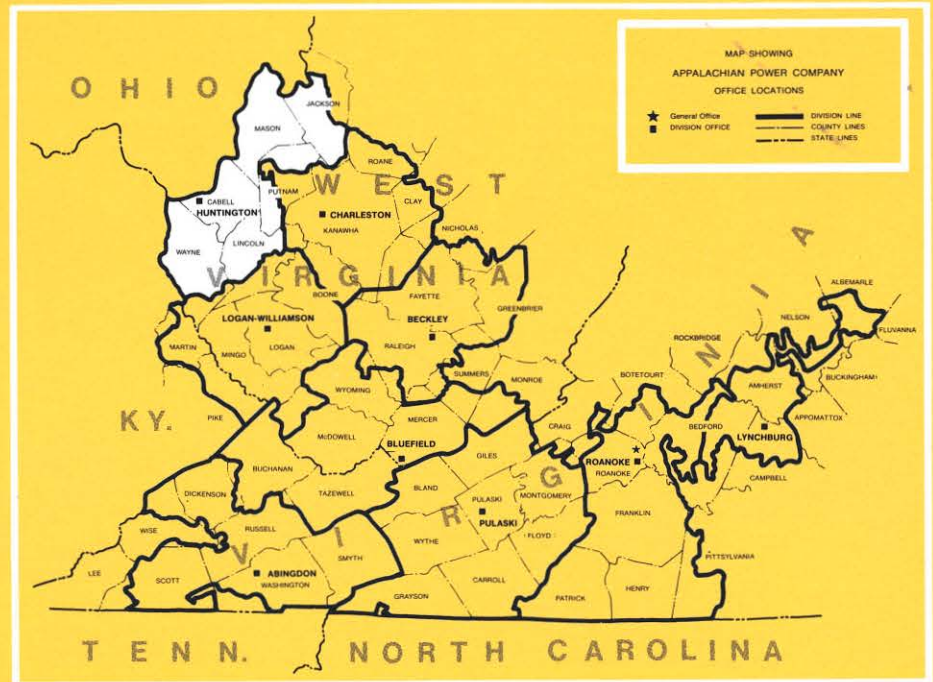 MAP SHOWING
APPALACHIAN POWER COMPANY
OFFICE LOCATIONS
★ General Office
■ DIVISION OFFICE
DIVISION LINE
COUNTY LINES
STATE LINES
OHIO
JACKSON
MASON
ROANE
WEST
PUTNAM
CABELL
HUNTINGTON
CHARLESTON
CLAY
KANAWHA
NICHOLAS
WAYNE
LINCOLN
VIRGINIA
BOONE
FAYETTE
GREENBRIER
ALBEMARLE
NELSON
FLUVANNA
LOGAN-WILLIAMSON
BECKLEY
ROCKBRIDGE
MARTIN
MINGO
LOGAN
RALEIGH
SUMMERS
MONROE
BOTETOURT
BUCKINGHAM
WYOMING
AMHERST
PIKE
KY.
MERCER
CRAIG
BEDFORD
APPOMATTOX
McDOWELL
BLUEFIELD
LYNCHBURG
GILES
ROANOKE
ROANOKE
BUCHANAN
CAMPBELL
DICKENSON
TAZEWELL
BLAND
PULASKI
MONTGOMERY
PULASKI
FRANKLIN
WISE
RUSSELL
VIRGINIA
WYTHE
FLOYD
SMYTH
PITTSYLVANIA
LEE
SCOTT
ABINGDON
WASHINGTON
CARROLL
GRAYSON
PATRICK
HENRY
TENN.
NORTH CAROLINA